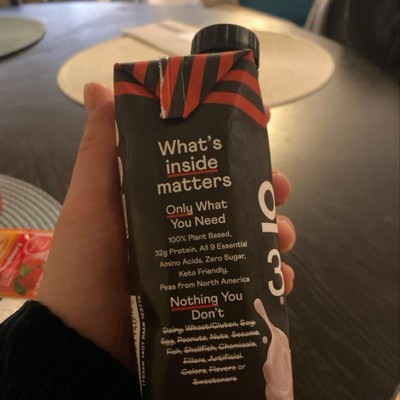 What's
inside
matters
Only What
You Need
100% Plant Based,
32g Protein, All 9 Essential
Amino Acids, Zero Sugar,
Keto Friendly.
Peas from North America
Nothing You
Don't
Dairy, Wheat/Gluten, Soy
Egg, Peanuts, Nuts, Sesame
Fish, Shellfish, Chemicals,
Fillers, Artificial
Colors, Flavors or
Sweeteners